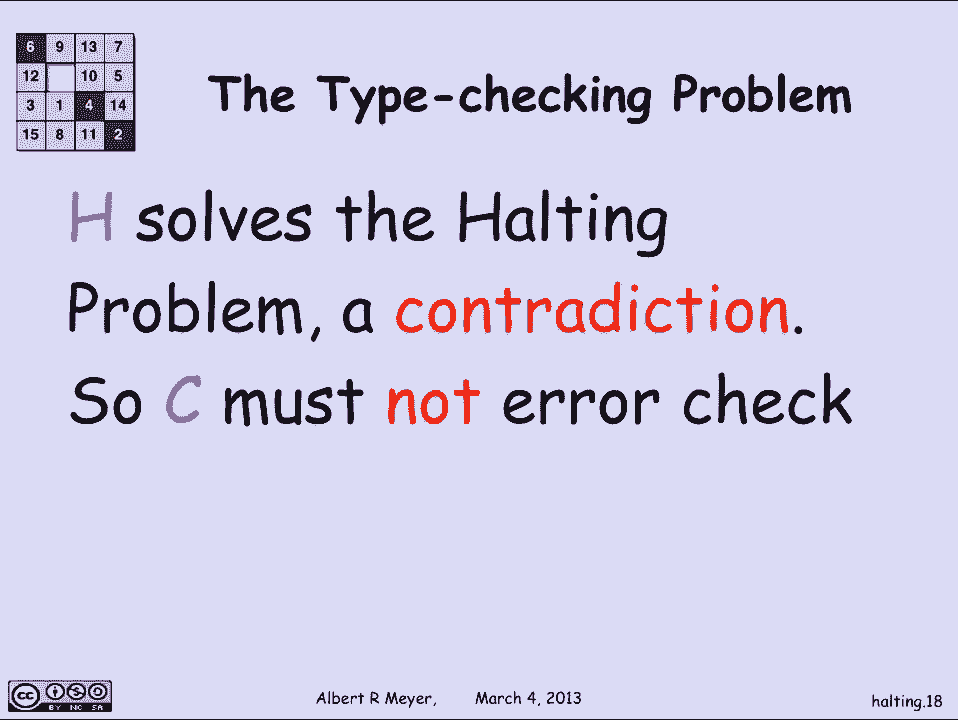 6 9 13 7
12 10 5
3 1 4 14
15 8 11 2
The Type-checking Problem
H solves the Halting
Problem, a contradiction.
So C must not error check
cc BY NC SA
Albert R Meyer, March 4, 2013
halting.18